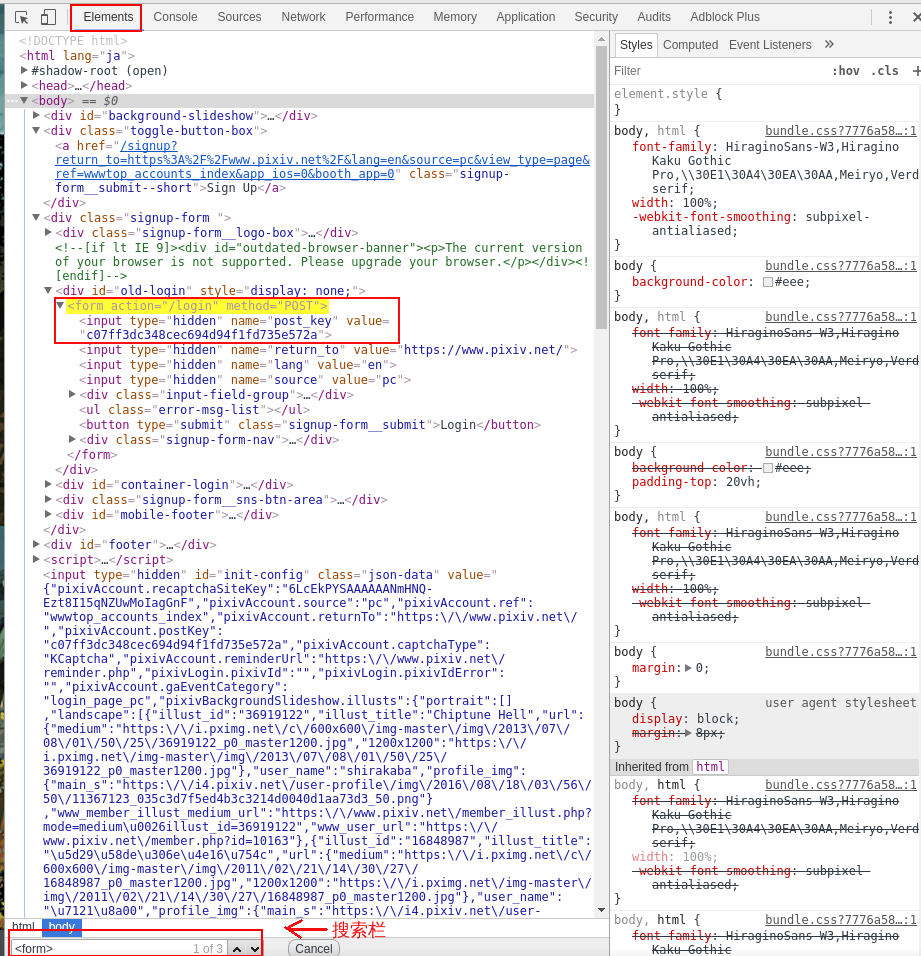 Elements Console Sources Network Performance Memory Application Security Audits Adblock Plus
<!DOCTYPE html>
<html lang="ja">
#shadow-root (open)
<head>…</head>
<body> == $0
<div id="background-slideshow">…</div>
<div class="toggle-button-box">
<a href="/signup?
return_to=https%3A%2F%2Fwww.pixiv.net%2F&lang=en&source=pc&view_type=page&
ref=wwwtop_accounts_index&app_ios=0&booth_app=0" class="signup-
form__submit--short">Sign Up</a>
</div>
<div class="signup-form ">
<div class="signup-form__logo-box">…</div>
<!--[if lt IE 9]><div id="outdated-browser-banner"><p>The current version
of your browser is not supported. Please upgrade your browser.</p></div><!
[endif]-->
<div id="old-login" style="display: none;">
<form action="/login" method="POST">
<input type="hidden" name="post_key" value=
"c07ff3dc348cec694d94f1fd735e572a">
<input type="hidden" name="return_to" value="https://www.pixiv.net/">
<input type="hidden" name="lang" value="en">
<input type="hidden" name="source" value="pc">
<div class="input-field-group">…</div>
<ul class="error-msg-list"></ul>
<button type="submit" class="signup-form__submit">Login</button>
<div class="signup-form-nav">…</div>
</form>
</div>
<div id="container-login">…</div>
<div class="signup-form__sns-btn-area">…</div>
<div id="mobile-footer">…</div>
</div>
<div id="footer">…</div>
<script>…</script>
<input type="hidden" id="init-config" class="json-data" value="
{"pixivAccount.recaptchaSiteKey":"6LcEkPYSAAAAAANmHNQ-
Ezt8I15qNZUwMoIagGnF","pixivAccount.source":"pc","pixivAccount.ref":
"wwwtop_accounts_index","pixivAccount.returnTo":"https:\/\/www.pixiv.net\/
","pixivAccount.postKey":
"c07ff3dc348cec694d94f1fd735e572a","pixivAccount.captchaType":
"KCaptcha","pixivAccount.reminderUrl":"https:\/\/www.pixiv.net\/
reminder.php","pixivLogin.pixivId":"","pixivLogin.pixivIdError":
"","pixivAccount.gaEventCategory":
"login_page_pc","pixivBackgroundSlideshow.illusts":{"portrait":[]
,"landscape":[{"illust_id":"36919122","illust_title":"Chiptune Hell","url":
{"medium":"https:\/\/i.pximg.net\/c\/600x600\/img-master\/img\/2013\/07\/
08\/01\/50\/25\/36919122_p0_master1200.jpg","1200x1200":"https:\/\/
i.pximg.net\/img-master\/img\/2013\/07\/08\/01\/50\/25\/
36919122_p0_master1200.jpg"},"user_name":"shirakaba","profile_img":
{"main_s":"https:\/\/i4.pixiv.net\/user-profile\/img\/2016\/08\/18\/03\/56\/
50\/11367123_035c3d7f5ed4b3c3214d0040d1aa73d3_50.png"}
,"www_member_illust_medium_url":"https:\/\/www.pixiv.net\/member_illust.php?
mode=medium\u0026illust_id=36919122","www_user_url":"https:\/\/
www.pixiv.net\/member.php?id=10163"},{"illust_id":"16848987","illust_title":
"\u5d29\u58de\u306e\u4e16\u754c","url":{"medium":"https:\/\/i.pximg.net\/c\/
600x600\/img-master\/img\/2011\/02\/21\/14\/30\/27\/
16848987_p0_master1200.jpg","1200x1200":"https:\/\/i.pximg.net\/img-master\/
img\/2011\/02\/21\/14\/30\/27\/16848987_p0_master1200.jpg"},"user_name":
"\u7121\u8a00","profile_img":{"main_s":"https:\/\/i4.pixiv.net\/user-
html body
搜索栏
<form> 1 of 3 Cancel
Styles Computed Event Listeners »
Filter :hov .cls +
element.style {
}
body, html { bundle.css?7776a58…:1
font-family: HiraginoSans-W3,Hiragino
Kaku Gothic
Pro,\\30E1\30A4\30EA\30AA,Meiryo,Verd
serif;
width: 100%;
-webkit-font-smoothing: subpixel-
antialiased;
}
body { bundle.css?7776a58…:1
background-color: #eee;
}
body, html { bundle.css?7776a58…:1
font-family: HiraginoSans-W3,Hiragino
Kaku Gothic
Pro,\\30E1\30A4\30EA\30AA,Meiryo,Verd
serif;
width: 100%;
-webkit-font-smoothing: subpixel-
antialiased;
}
body { bundle.css?7776a58…:1
background-color: #eee;
padding-top: 20vh;
}
body, html { bundle.css?7776a58…:1
font-family: HiraginoSans-W3,Hiragino
Kaku Gothic
Pro,\\30E1\30A4\30EA\30AA,Meiryo,Verd
serif;
width: 100%;
-webkit-font-smoothing: subpixel-
antialiased;
}
body { bundle.css?7776a58…:1
margin: 0;
}
body { user agent stylesheet
display: block;
margin: 8px;
}
Inherited from html
body, html { bundle.css?7776a58…:1
font-family: HiraginoSans-W3,Hiragino
Kaku Gothic
Pro,\\30E1\30A4\30EA\30AA,Meiryo,Verd
serif;
width: 100%;
-webkit-font-smoothing: subpixel-
antialiased;
}
body, html { bundle.css?7776a58…:1
font-family: HiraginoSans-W3,Hiragino
Kaku Gothic